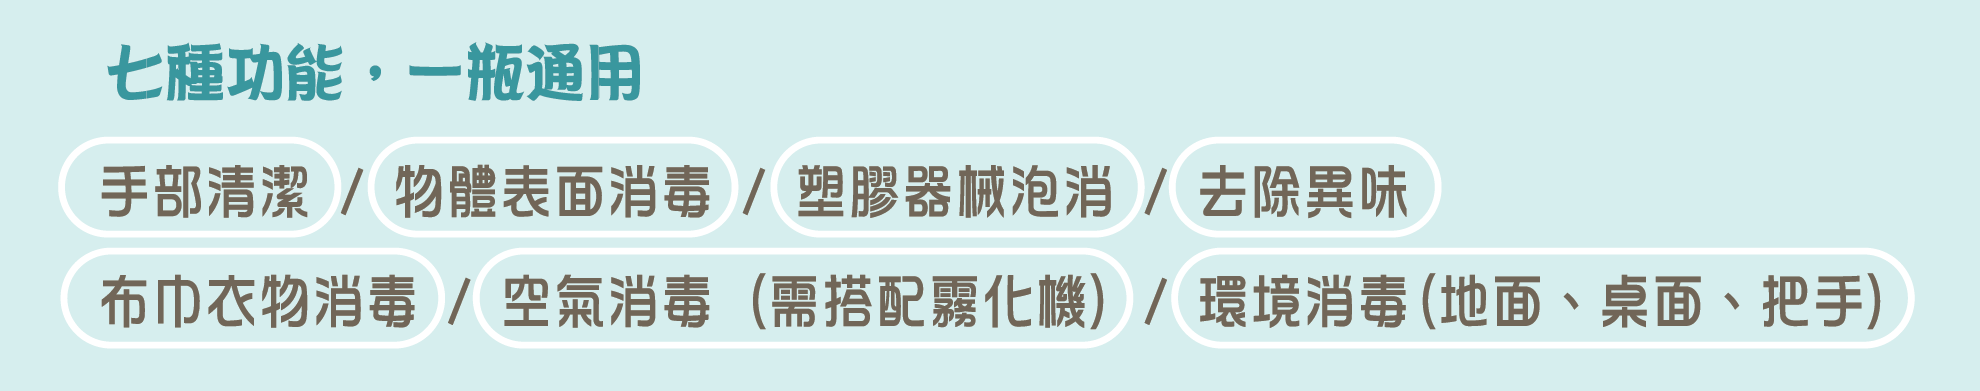 七種功能，一瓶通用
手部清潔/物體表面消毒/塑膠器械泡消/去除異味
布巾衣物消毒/空氣消毒 (需搭配霧化機)/環境消毒(地面、桌面、把手)